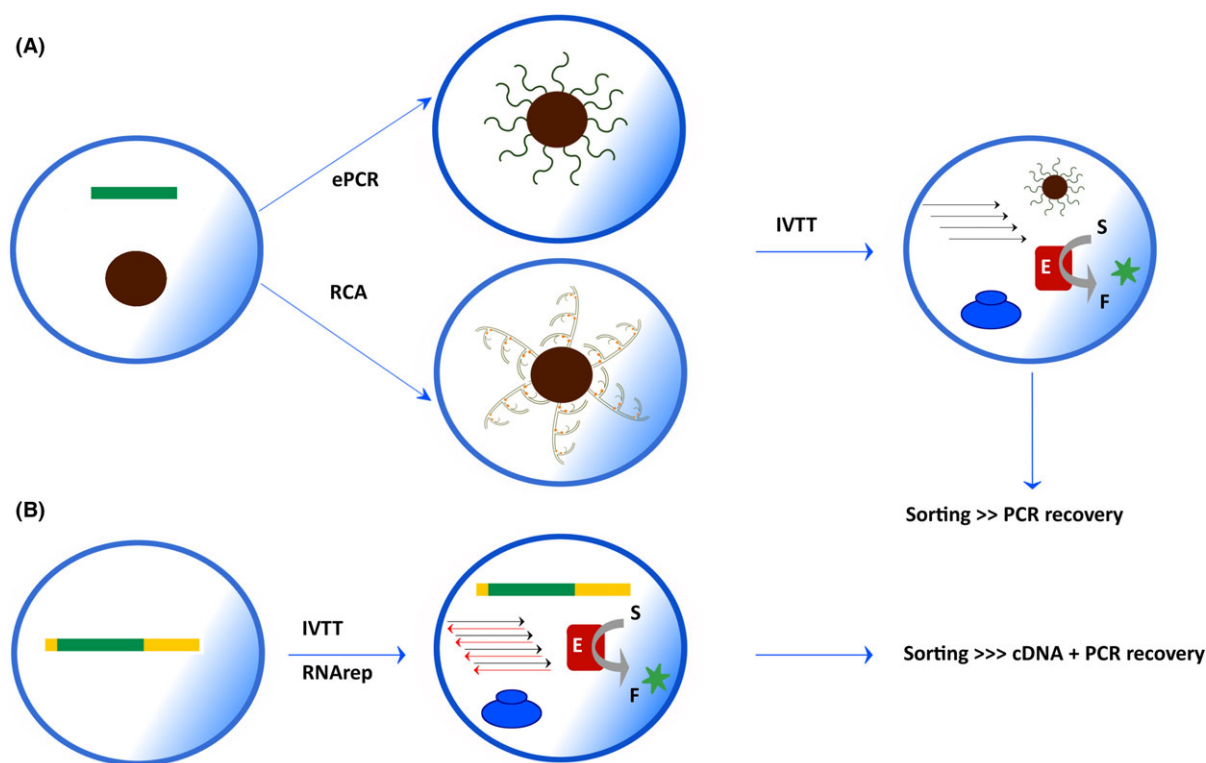 (A)
ePCR
RCA
IVTT
S
E
F
Sorting >> PCR recovery
(B)
IVTT
RNArep
S
E
F
Sorting >>> cDNA + PCR recovery